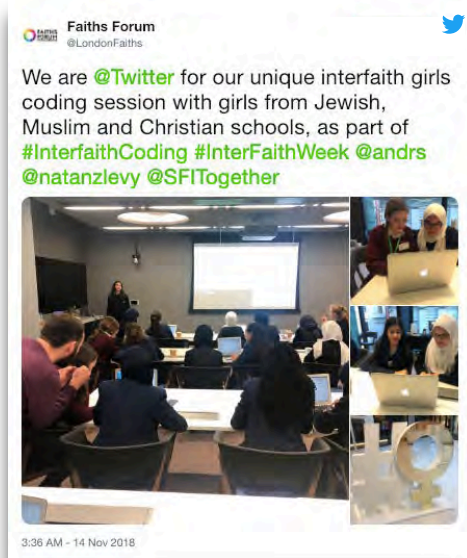 Faiths Forum
@LondonFaiths
We are @Twitter for our unique interfaith girls
coding session with girls from Jewish,
Muslim and Christian schools, as part of
#InterfaithCoding #InterFaithWeek @andrs
@natanzlevy @SFITogether
3:36 AM - 14 Nov 2018